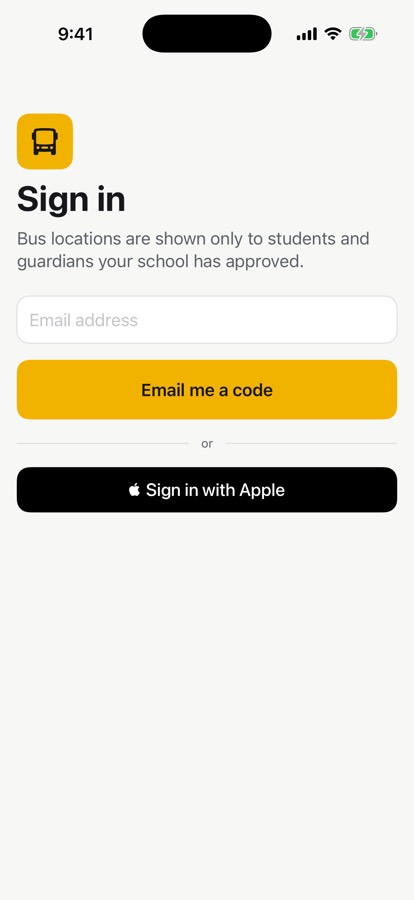 9:41
Sign in
Bus locations are shown only to students and
guardians your school has approved.
Email address
Email me a code
or
Sign in with Apple